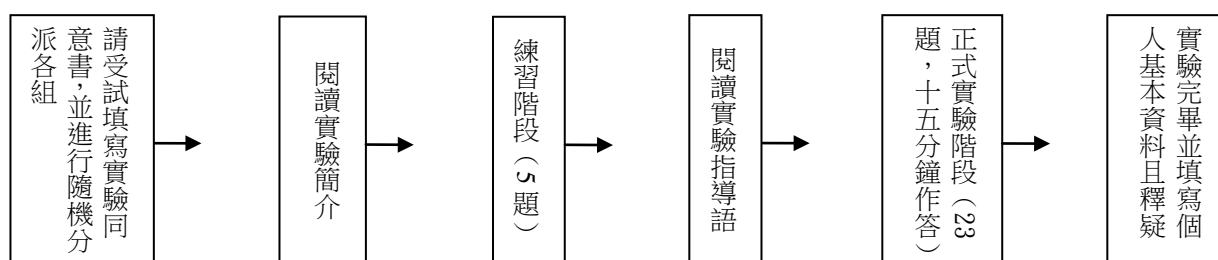 請受試填寫實驗同
意書，並進行隨機分
派各組
閱讀實驗簡介
練習階段（5 題）
閱讀實驗指導語
正式實驗階段（23
題，十五分鐘作答）
實驗完畢並填寫個
人基本資料且釋疑